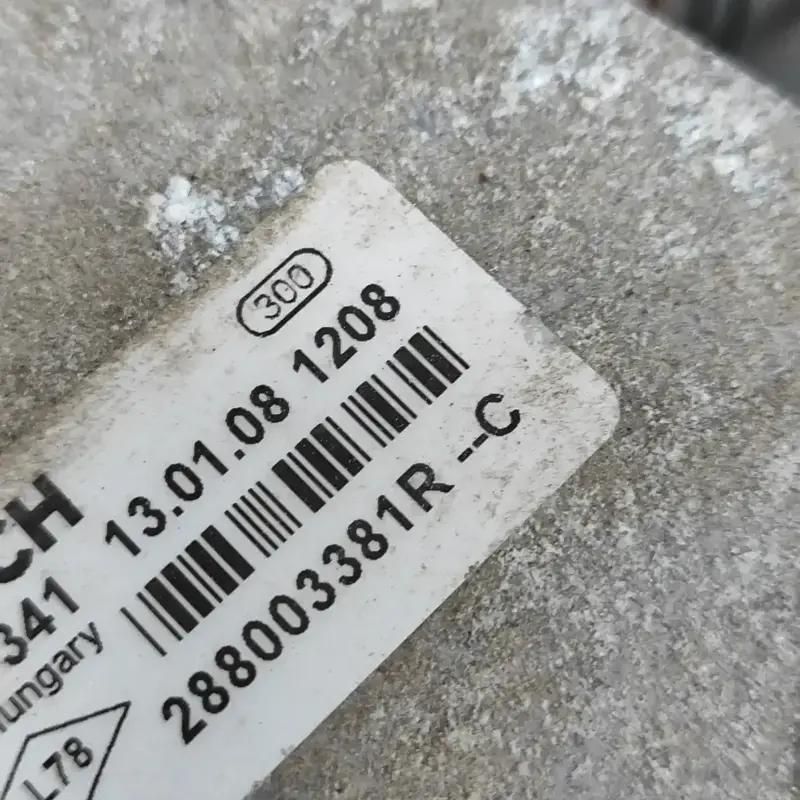 300
CH 13.01.08 1208
341
Hungary
288003381R --C
L78